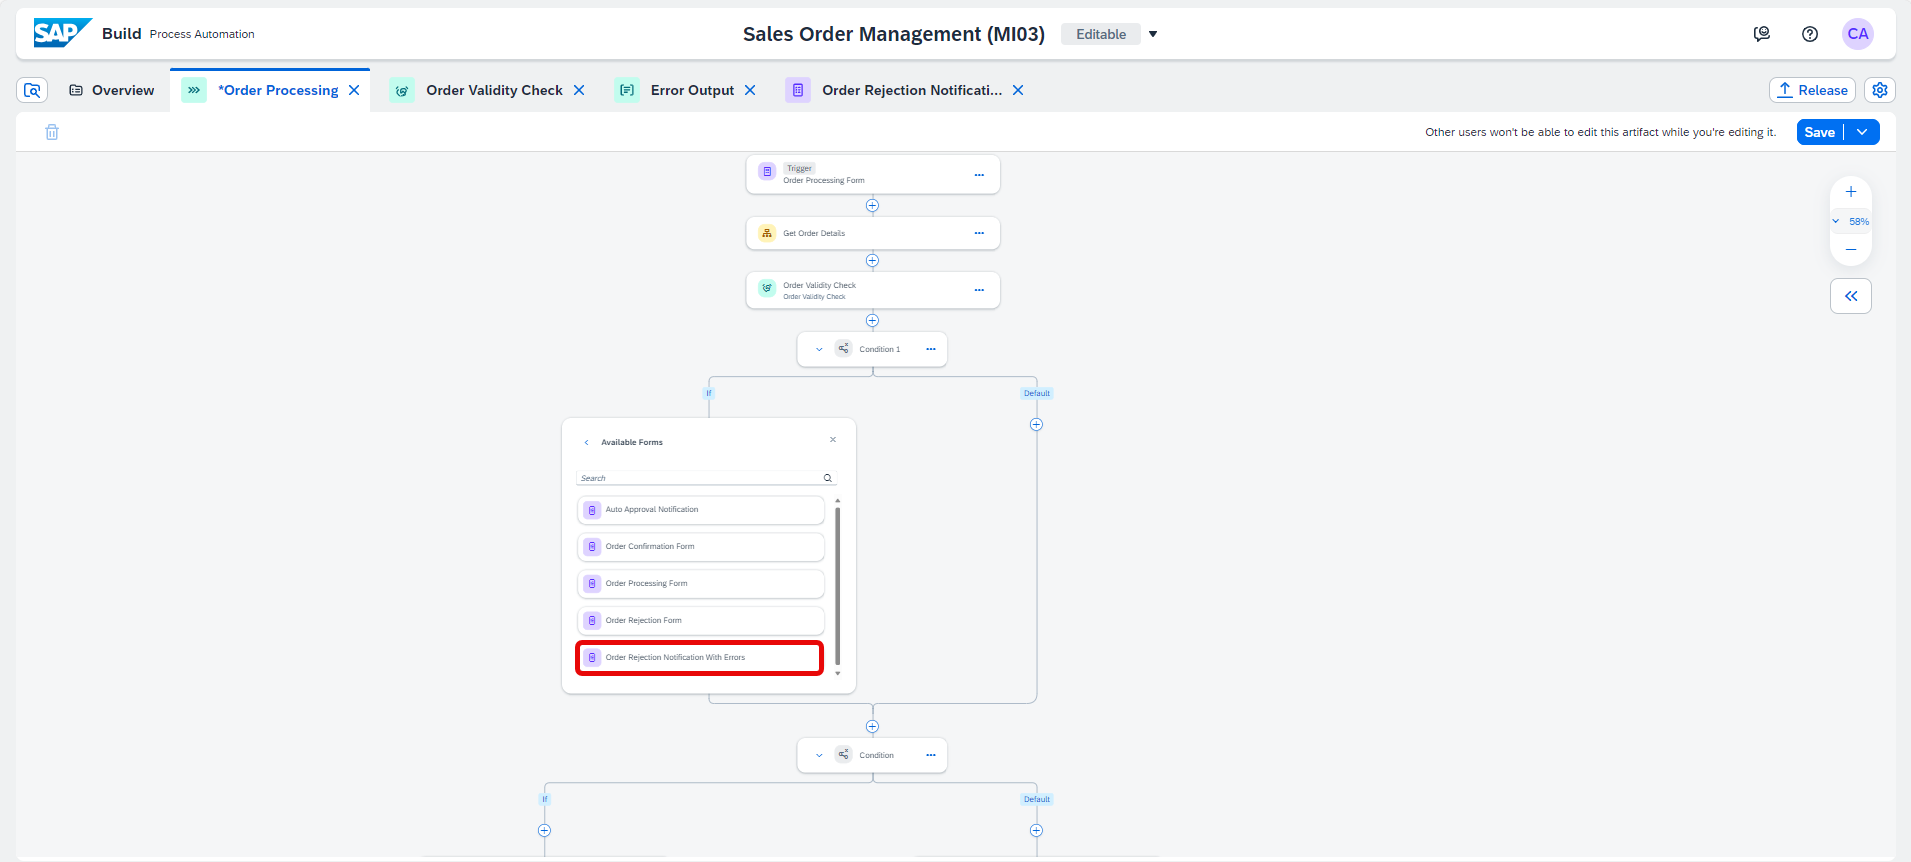 SAP Build Process Automation
Sales Order Management (MI03) Editable
CA
Overview
*Order Processing
Order Validity Check
Error Output
Order Rejection Notificati...
Release
Other users won't be able to edit this artifact while you're editing it.
Save
Trigger
Order Processing Form
Get Order Details
Order Validity Check
Order Validity Check
58%
Condition 1
If
Default
Available Forms
Search
Auto Approval Notification
Order Confirmation Form
Order Processing Form
Order Rejection Form
Order Rejection Notification With Errors
Condition
If
Default